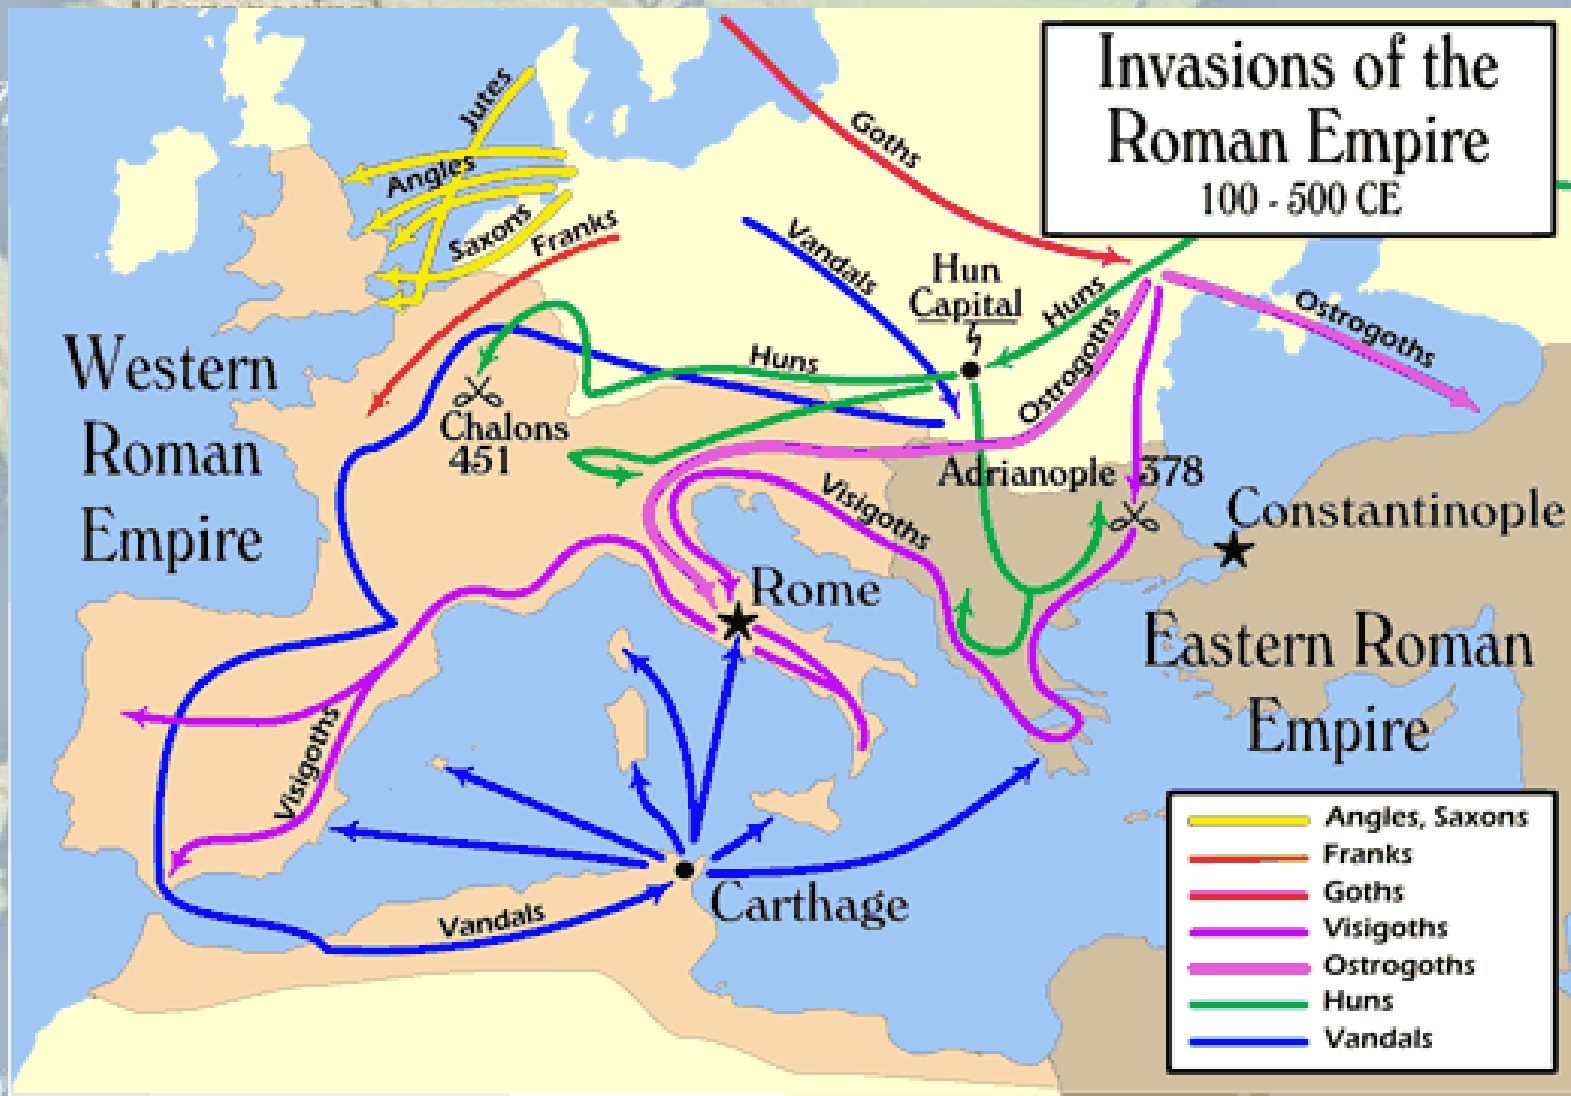 Invasions of the
Roman Empire
100 - 500 CE
Jutes
Angles
Saxons
Franks
Goths
Vandals
Hun
Capital
Huns
Ostrogoths
Ostrogoths
Huns
Western
Roman
Empire
Chalons
451
Adrianople 378
Visigoths
Constantinople
Rome
Eastern Roman
Empire
Visigoths
Vandals
Carthage
Angles, Saxons
Franks
Goths
Visigoths
Ostrogoths
Huns
Vandals